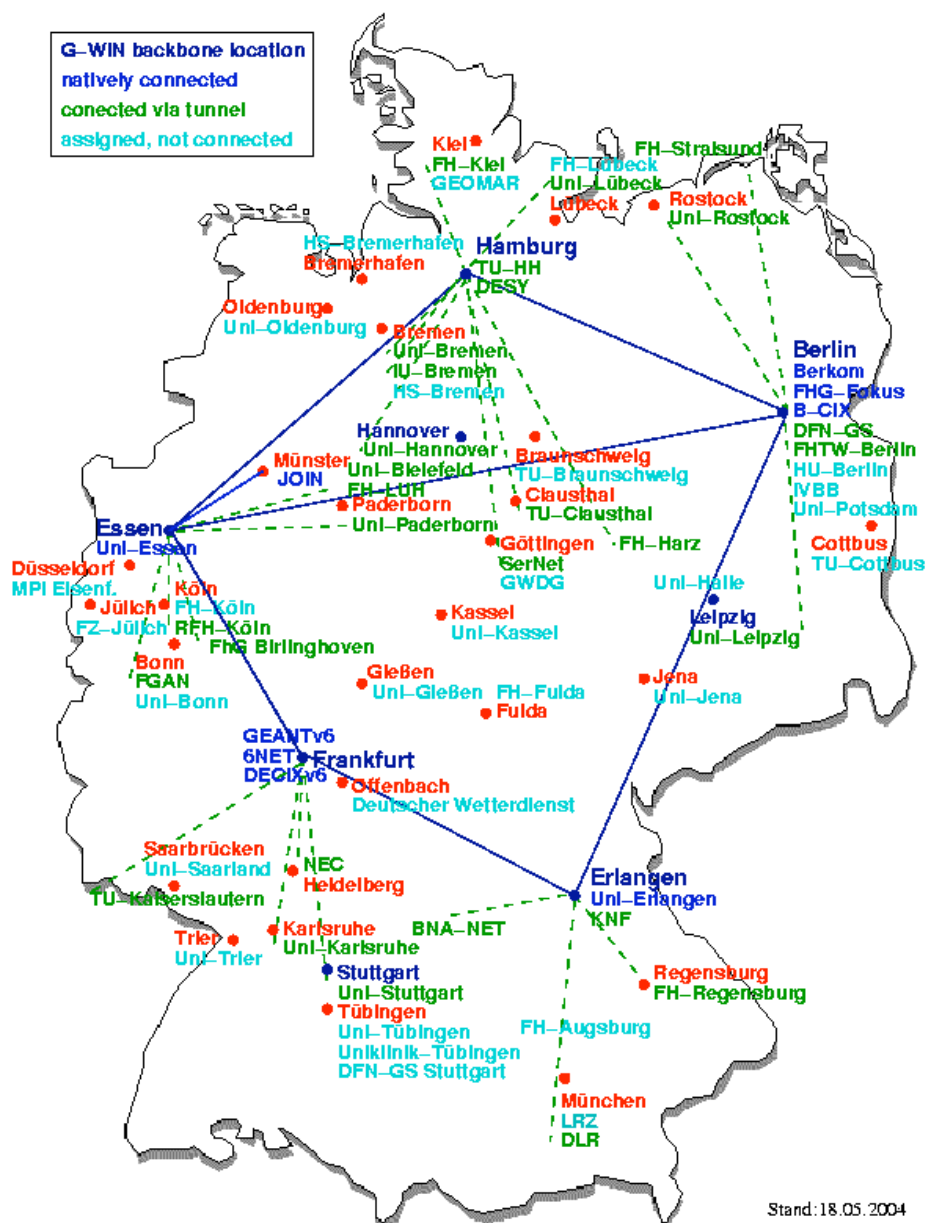 G–WIN backbone location
natively connected
conected via tunnel
assigned, not connected
Kiel
FH–Kiel
GEOMAR
FH–Stralsund
FH–Lübeck
Uni–Lübeck
Lübeck
Rostock
Uni–Rostock
HS–Bremerhafen
Bremerhafen
Hamburg
TU–HH
DESY
Oldenburg
Uni–Oldenburg
Bremen
Uni–Bremen
IU–Bremen
HS–Bremen
Berlin
Berkom
FHG–Fokus
B–CIX
DFN–GS
FHTW–Berlin
HU–Berlin
IVBB
Uni–Potsdam
Hannover
Uni–Hannover
Uni–Bielefeld
FH–LUH
Münster
JOIN
Braunschweig
TU–Braunschweig
Clausthal
TU–Clausthal
Paderborn
Uni–Paderborn
Essen
Uni–Essen
Göttingen
SerNet
GWDG
FH–Harz
Cottbus
TU–Cottbus
Düsseldorf
MPI Eisenf.
Jülich
FZ–Jülich
Köln
FH–Köln
RFH–Köln
FhG Birlinghoven
Bonn
FGAN
Uni–Bonn
Kassel
Uni–Kassel
Uni–Halle
Leipzig
Uni–Leipzig
Gießen
Uni–Gießen
FH–Fulda
Fulda
Jena
Uni–Jena
GEANTv6
6NET
DECIXv6
Frankfurt
Offenbach
Deutscher Wetterdienst
Saarbrücken
Uni–Saarland
TU–Kaiserslautern
NEC
Heidelberg
Erlangen
Uni–Erlangen
KNF
BNA–NET
Trier
Uni–Trier
Karlsruhe
Uni–Karlsruhe
Stuttgart
Uni–Stuttgart
Tübingen
Uni–Tübingen
Uniklinik–Tübingen
DFN–GS Stuttgart
Regensburg
FH–Regensburg
FH–Augsburg
München
LRZ
DLR
Stand:18.05.2004